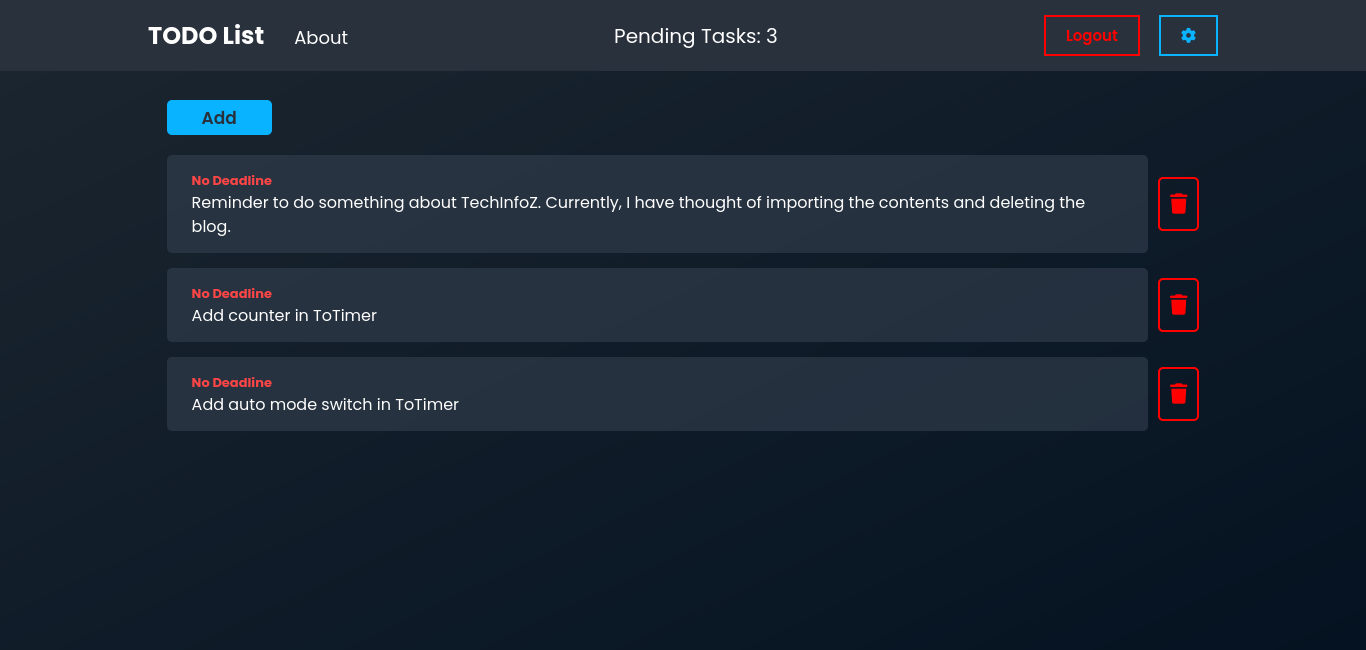 TODO List About Pending Tasks: 3 Logout
Add
No Deadline
Reminder to do something about TechInfoZ. Currently, I have thought of importing the contents and deleting the
blog.
No Deadline
Add counter in ToTimer
No Deadline
Add auto mode switch in ToTimer